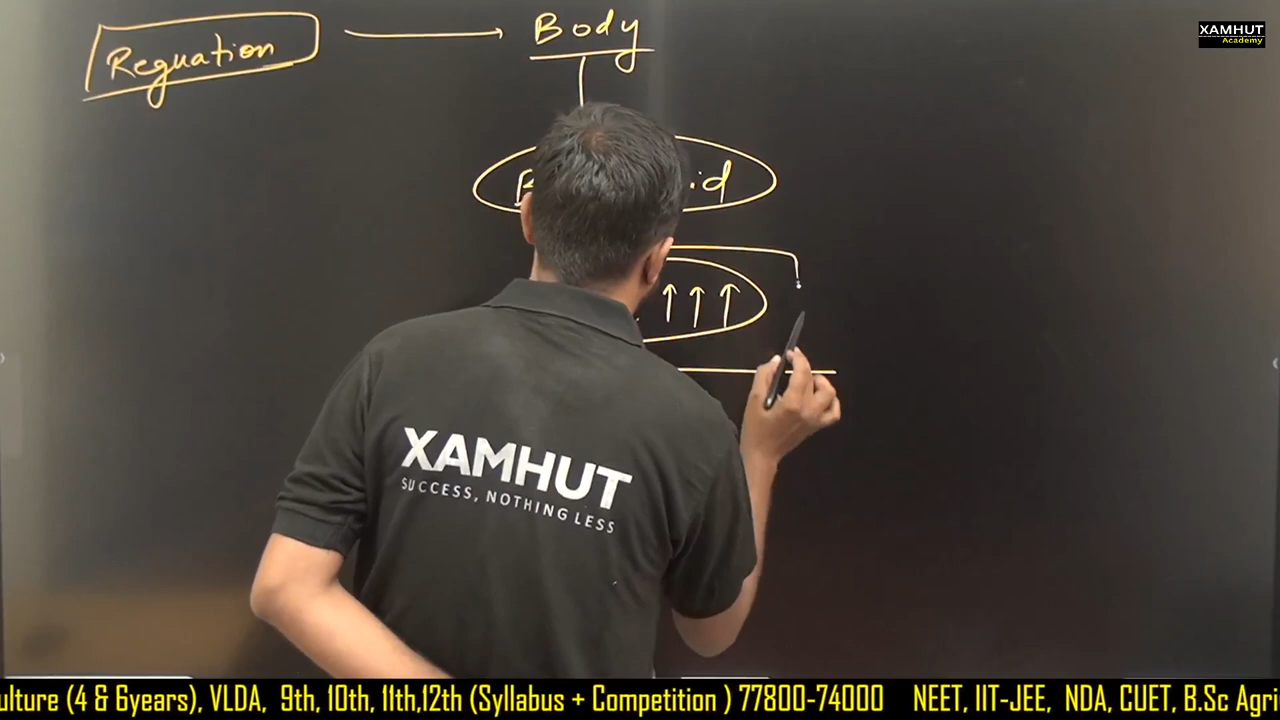 XAMHUT
Academy
Reguation → Body
↑↑↑
XAMHUT
SUCCESS, NOTHING LESS
ulture (4 & 6years), VLDA, 9th, 10th, 11th,12th (Syllabus + Competition ) 77800-74000 NEET, IIT-JEE, NDA, CUET, B.Sc Agri